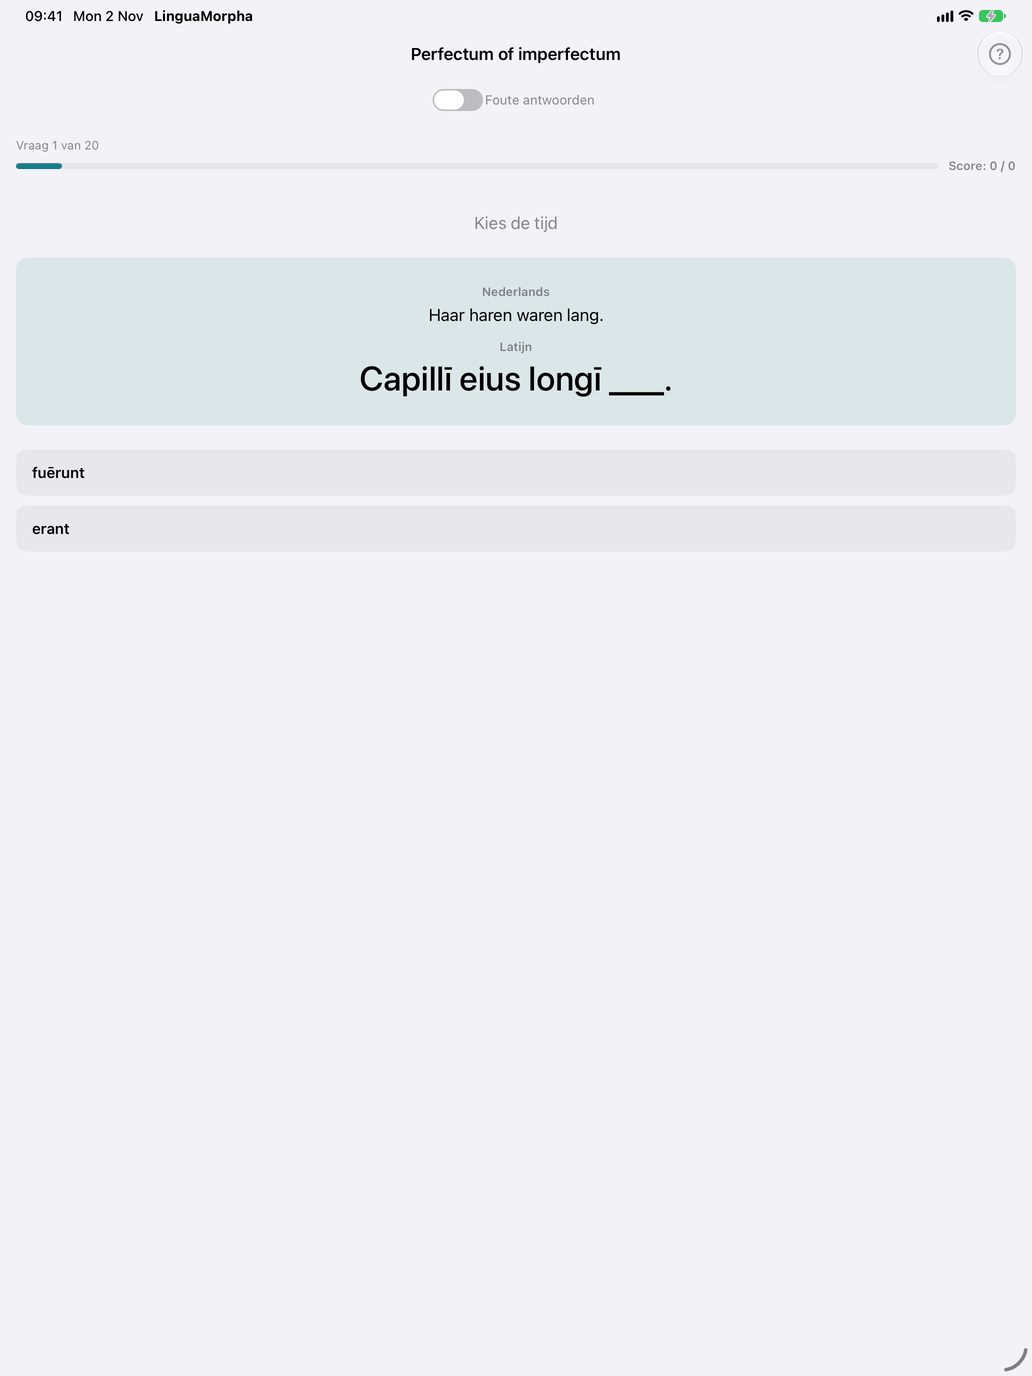 09:41 Mon 2 Nov LinguaMorpha
Perfectum of imperfectum
?
Foute antwoorden
Vraag 1 van 20
Score: 0 / 0
Kies de tijd
Nederlands
Haar haren waren lang.
Latijn
Capillī eius longī ____.
fuērunt
erant